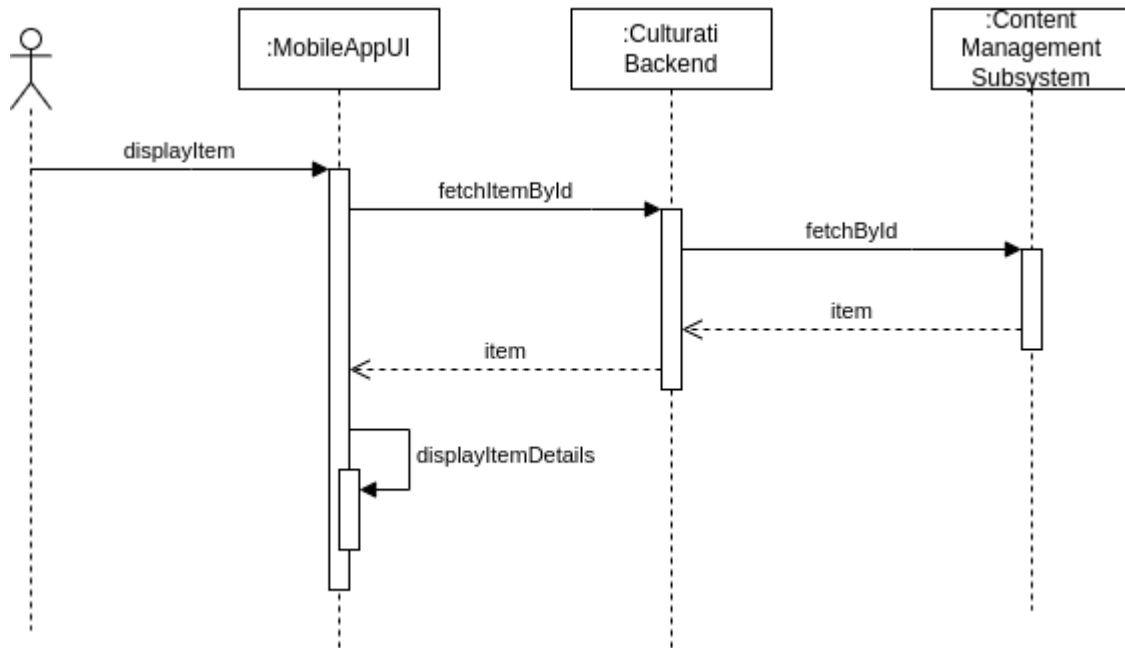 :MobileAppUI
:Culturati
Backend
:Content
Management
Subsystem
displayItem
fetchItemById
fetchById
item
item
displayItemDetails